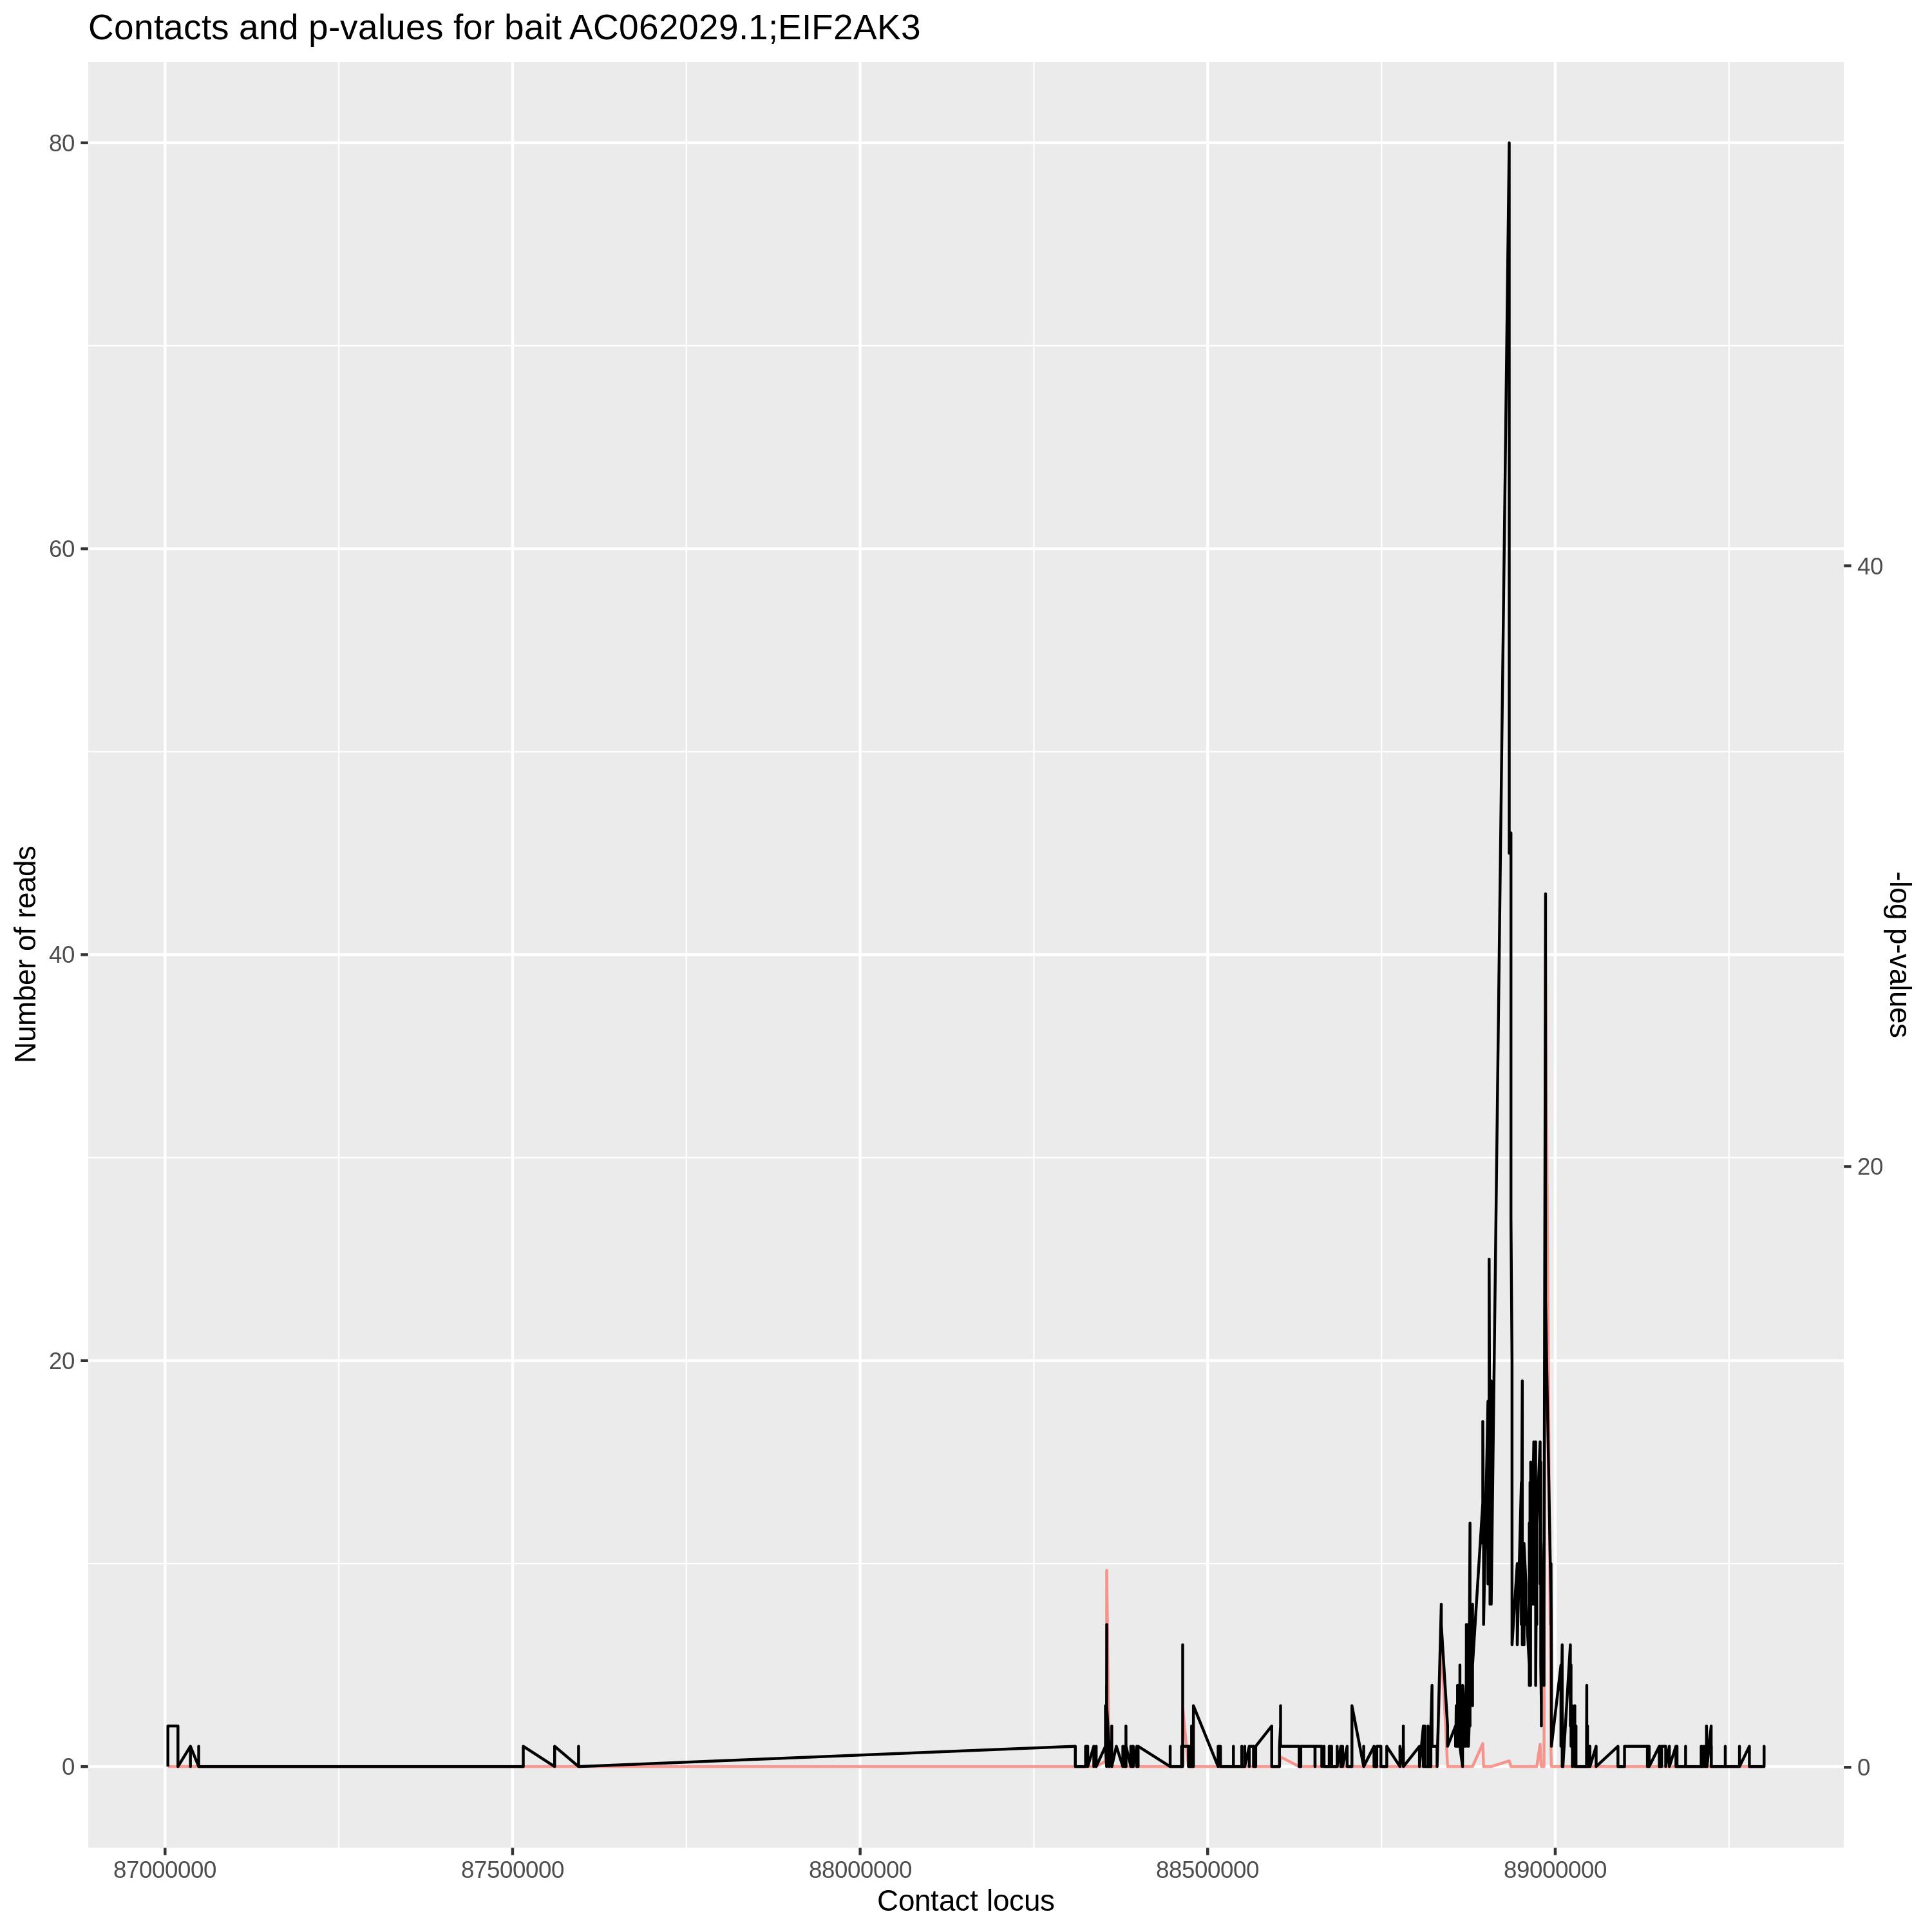 Contacts and p-values for bait AC062029.1;EIF2AK3
80
60
40
20
0
Number of reads
40
20
0
-log p-values
87000000 87500000 88000000 88500000 89000000
Contact locus